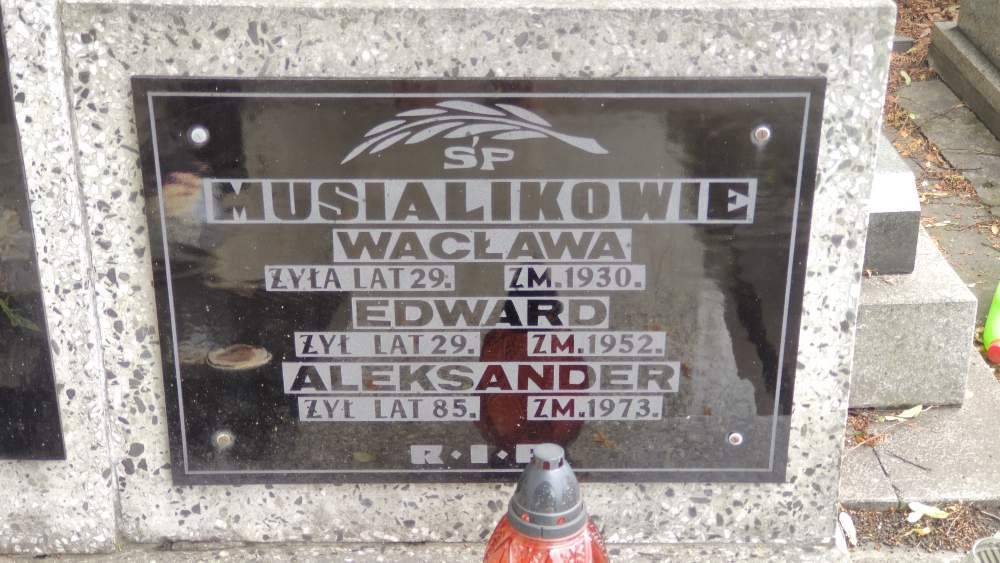 ŚP
MUSIALIKOWIE
WACŁAWA
ŻYŁA LAT 29. ZM. 1930.
EDWARD
ŻYŁ LAT 29. ZM. 1952.
ALEKSANDER
ŻYŁ LAT 85. ZM. 1973.
R·I·P